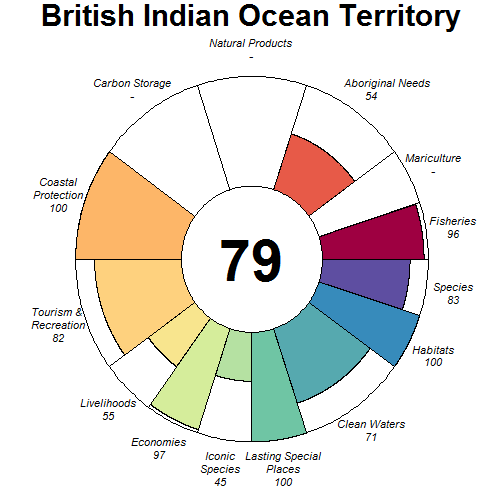 British Indian Ocean Territory
Natural Products
-
Carbon Storage
-
Aboriginal Needs
54
Mariculture
-
Coastal
Protection
100
Fisheries
96
79
Species
83
Tourism &
Recreation
82
Habitats
100
Livelihoods
55
Clean Waters
71
Economies
97
Iconic
Species
45
Lasting Special
Places
100